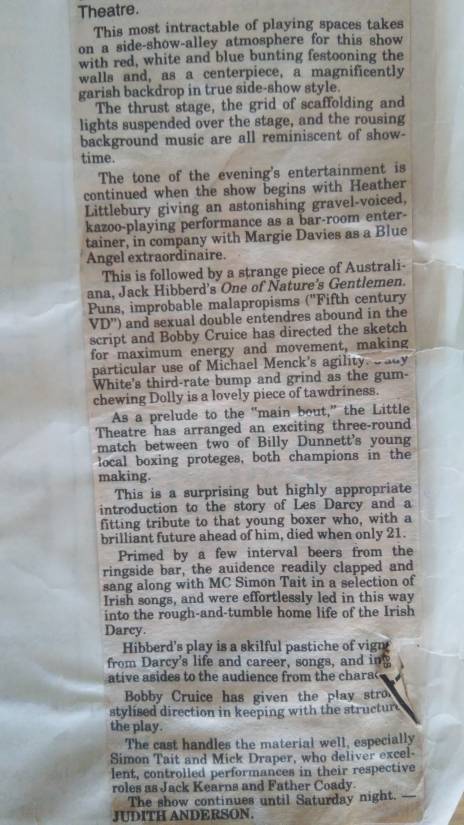 Theatre.
This most intractable of playing spaces takes
on a side-show-alley atmosphere for this show
with red, white and blue bunting festooning the
walls and, as a centerpiece, a magnificently
garish backdrop in true side-show style.
The thrust stage, the grid of scaffolding and
lights suspended over the stage, and the rousing
background music are all reminiscent of show-
time.
The tone of the evening's entertainment is
continued when the show begins with Heather
Littlebury giving an astonishing gravel-voiced,
kazoo-playing performance as a bar-room enter-
tainer, in company with Margie Davies as a Blue
Angel extraordinaire.
This is followed by a strange piece of Australi-
ana, Jack Hibberd's One of Nature's Gentlemen.
Puns, improbable malapropisms ("Fifth century
VD") and sexual double entendres abound in the
script and Bobby Cruice has directed the sketch
for maximum energy and movement, making
particular use of Michael Menck's agility.
White's third-rate bump and grind as the gum-
chewing Dolly is a lovely piece of tawdriness.
As a prelude to the "main bout," the Little
Theatre has arranged an exciting three-round
match between two of Billy Dunnett's young
local boxing proteges, both champions in the
making.
This is a surprising but highly appropriate
introduction to the story of Les Darcy and a
fitting tribute to that young boxer who, with a
brilliant future ahead of him, died when only 21.
Primed by a few interval beers from the
ringside bar, the auidence readily clapped and
sang along with MC Simon Tait in a selection of
Irish songs, and were effortlessly led in this way
into the rough-and-tumble home life of the Irish
Darcy.
Hibberd's play is a skilful pastiche of
from Darcy's life and career, songs, and
ative asides to the audience from the
Bobby Cruice has given the play
stylised direction in keeping with the
the play.
The cast handles the material well, especially
Simon Tait and Mick Draper, who deliver excel-
lent, controlled performances in their respective
roles as Jack Kearns and Father Coady.
The show continues until Saturday night. —
JUDITH ANDERSON.